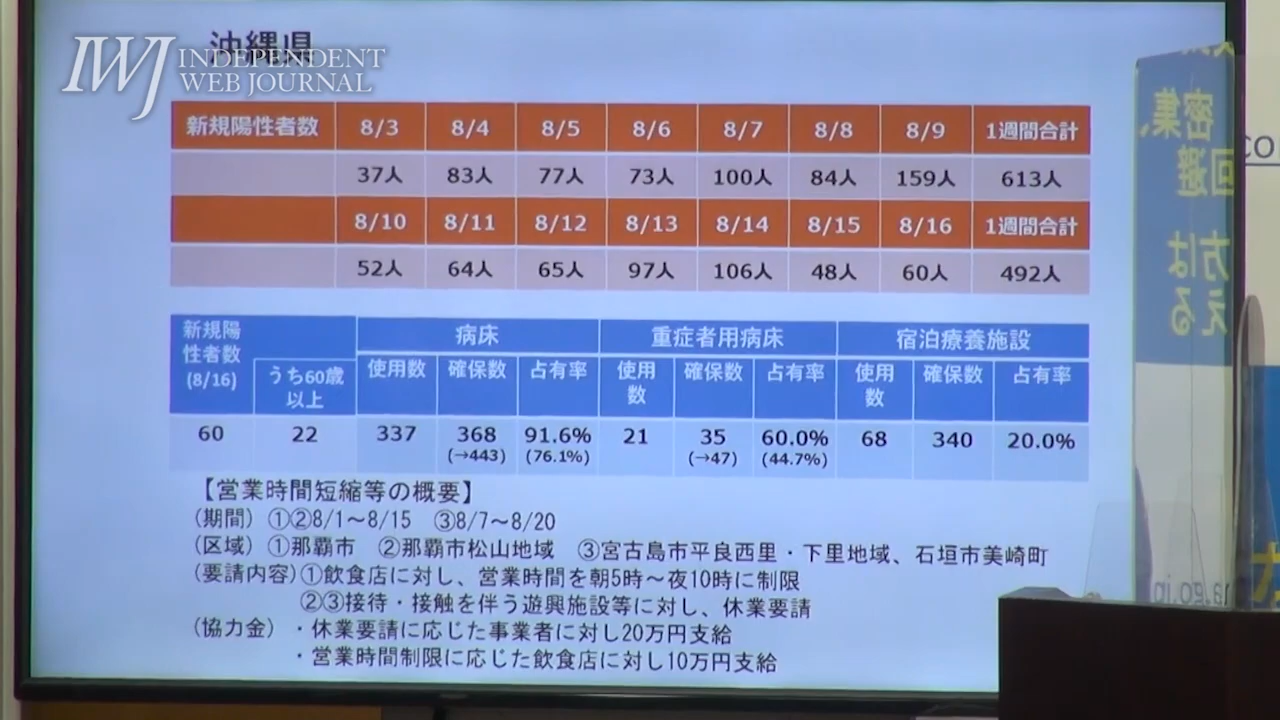 沖縄県
IWJ INDEPENDENT
WEB JOURNAL
新規陽性者数 8/3 8/4 8/5 8/6 8/7 8/8 8/9 1週間合計
37人 83人 77人 73人 100人 84人 159人 613人
8/10 8/11 8/12 8/13 8/14 8/15 8/16 1週間合計
52人 64人 65人 97人 106人 48人 60人 492人
新規陽性者数(8/16) うち60歳以上 病床 重症者用病床 宿泊療養施設
使用数 確保数 占有率 使用数 確保数 占有率 使用数 確保数 占有率
60 22 337 368 91.6% 21 35 60.0% 68 340 20.0%
(→443) (76.1%) (→47) (44.7%)
【営業時間短縮等の概要】
(期間) ①②8/1~8/15 ③8/7~8/20
(区域) ①那覇市 ②那覇市松山地域 ③宮古島市平良西里・下里地域、石垣市美崎町
(要請内容)①飲食店に対し、営業時間を朝5時~夜10時に制限
②③接待・接触を伴う遊興施設等に対し、休業要請
(協力金) ・休業要請に応じた事業者に対し20万円支給
・営業時間制限に応じた飲食店に対し10万円支給
密集、
回避
方は
える
co
a.go.jp